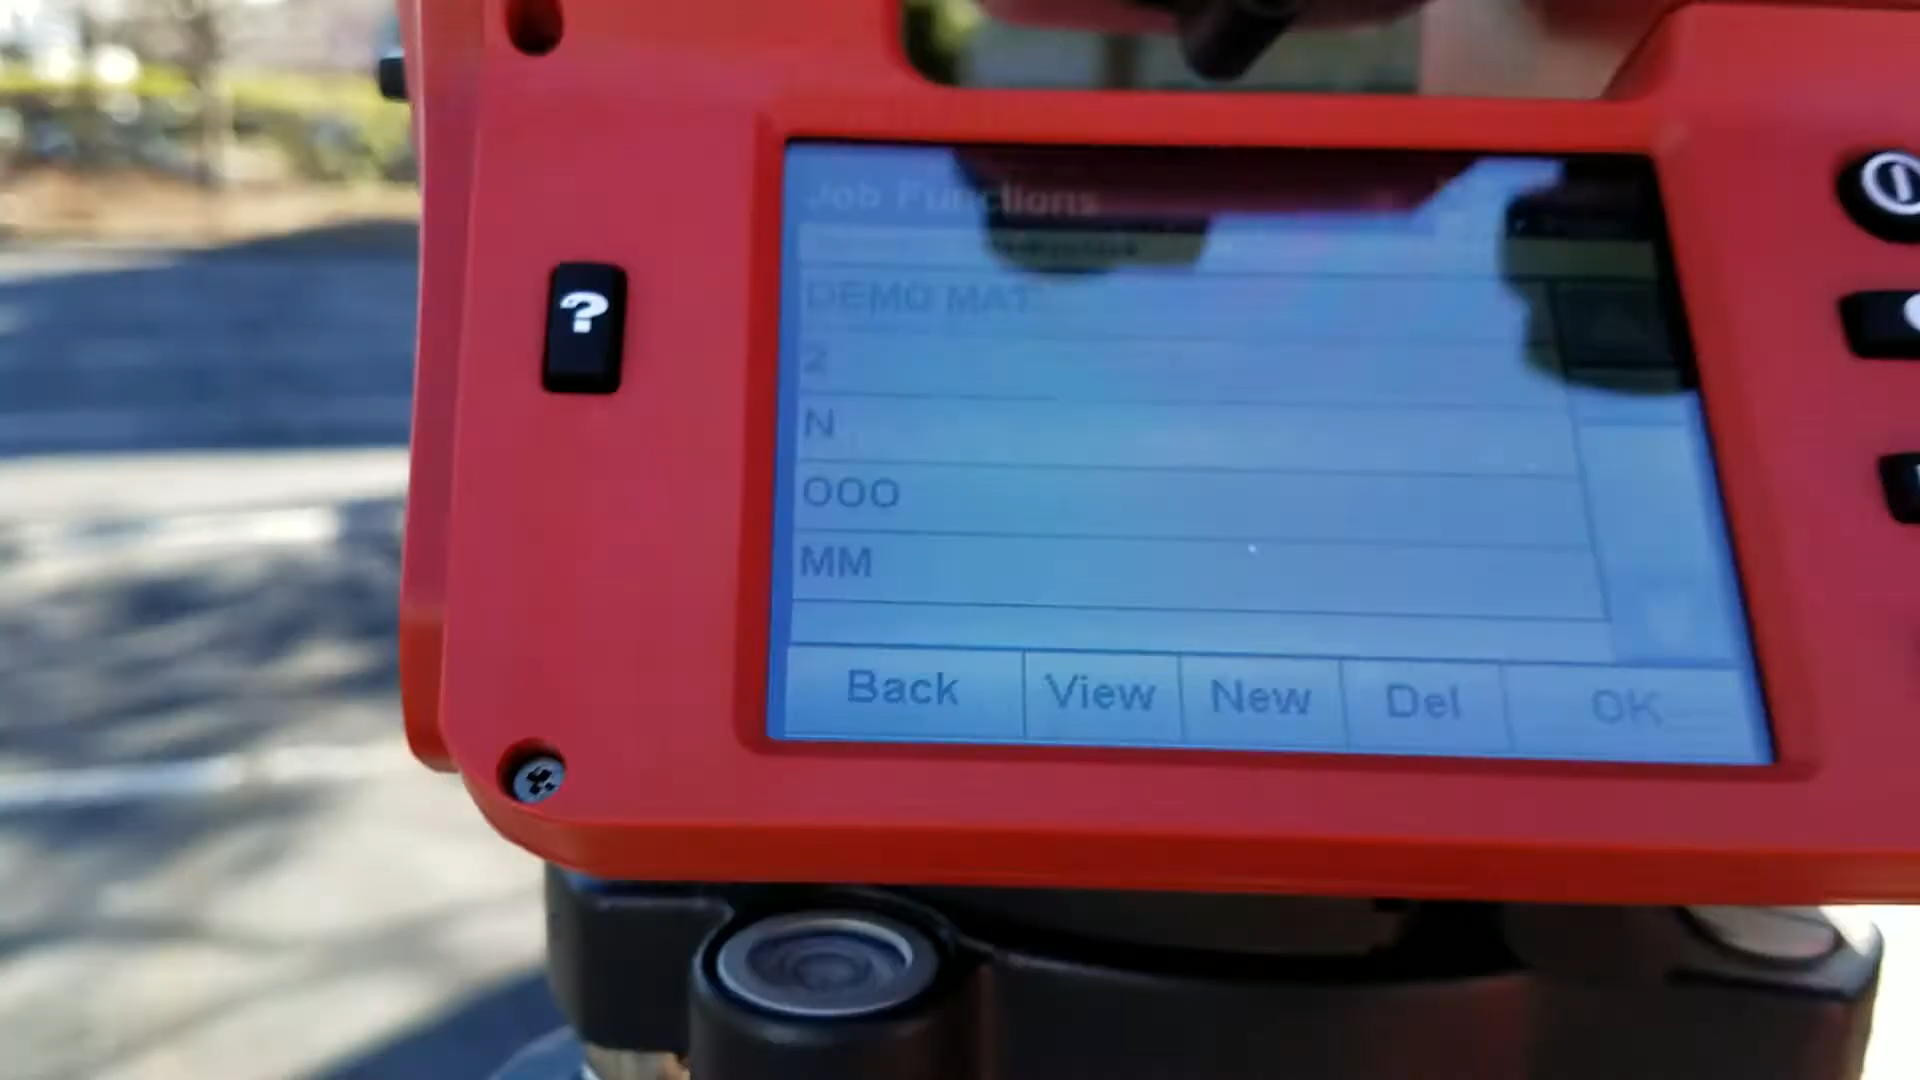 Job Functions
?
DEMO MAT
2
N
OOO
MM
Back View New Del OK